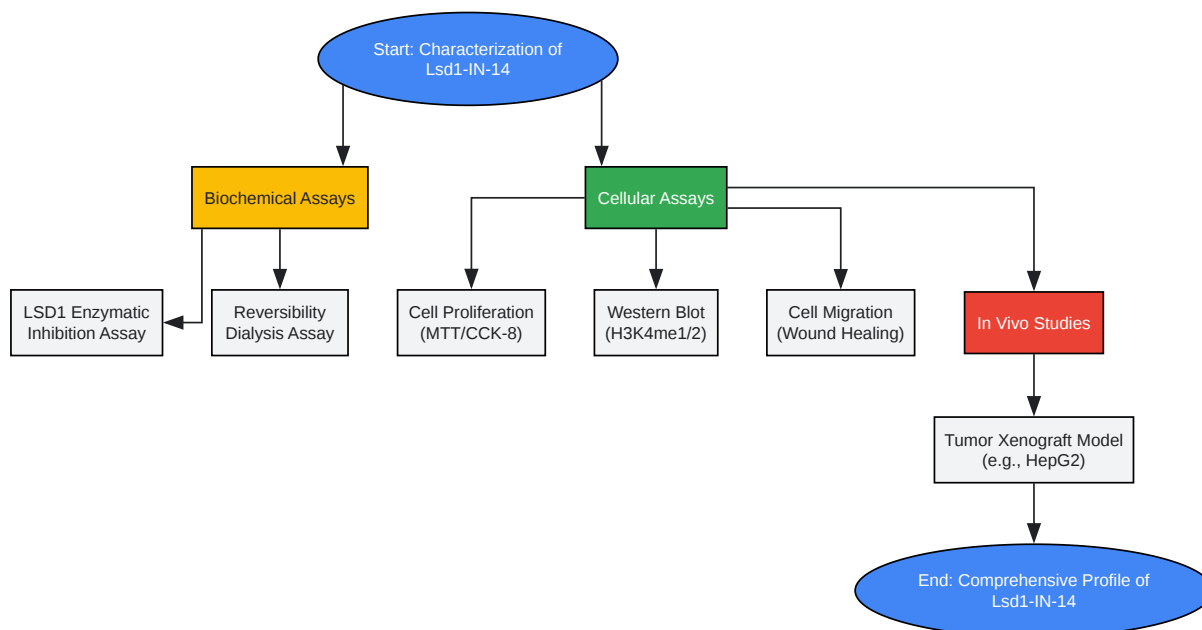 Start: Characterization of
Lsd1-IN-14
Biochemical Assays
Cellular Assays
LSD1 Enzymatic
Inhibition Assay
Reversibility
Dialysis Assay
Cell Proliferation
(MTT/CCK-8)
Western Blot
(H3K4me1/2)
Cell Migration
(Wound Healing)
In Vivo Studies
Tumor Xenograft Model
(e.g., HepG2)
End: Comprehensive Profile of
Lsd1-IN-14